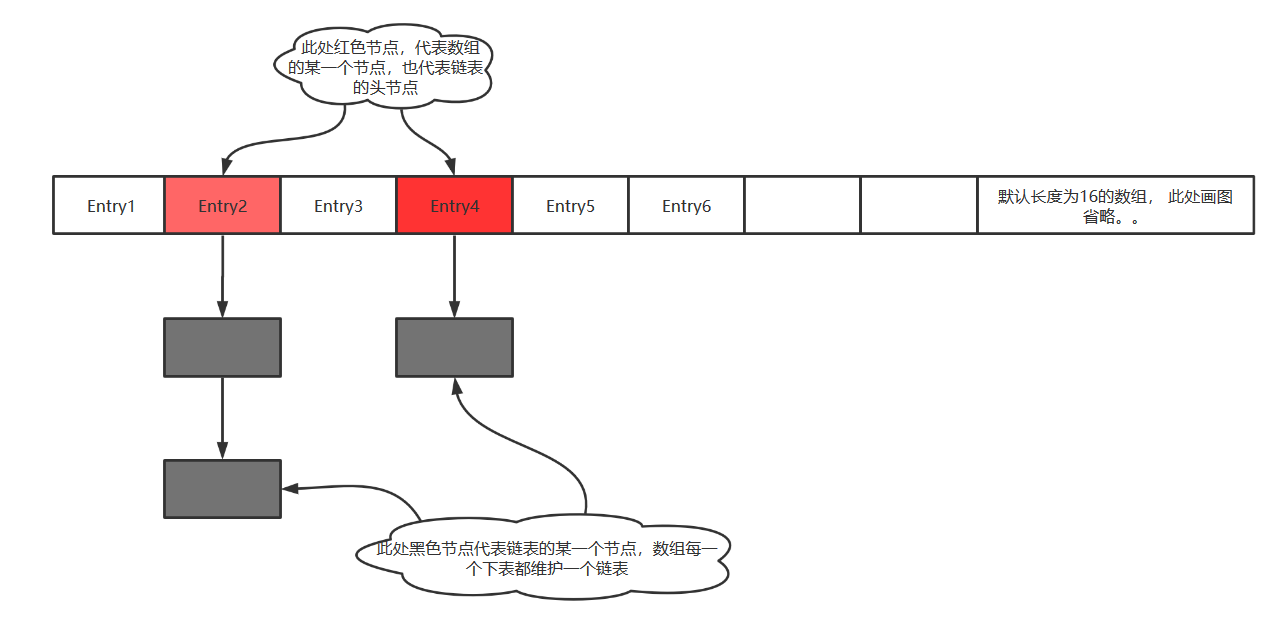 此处红色节点，代表数组
的某一个节点，也代表链表
的头节点
Entry1
Entry2
Entry3
Entry4
Entry5
Entry6
默认长度为16的数组， 此处画图
省略。。
此处黑色节点代表链表的某一个节点，数组每一
个下表都维护一个链表